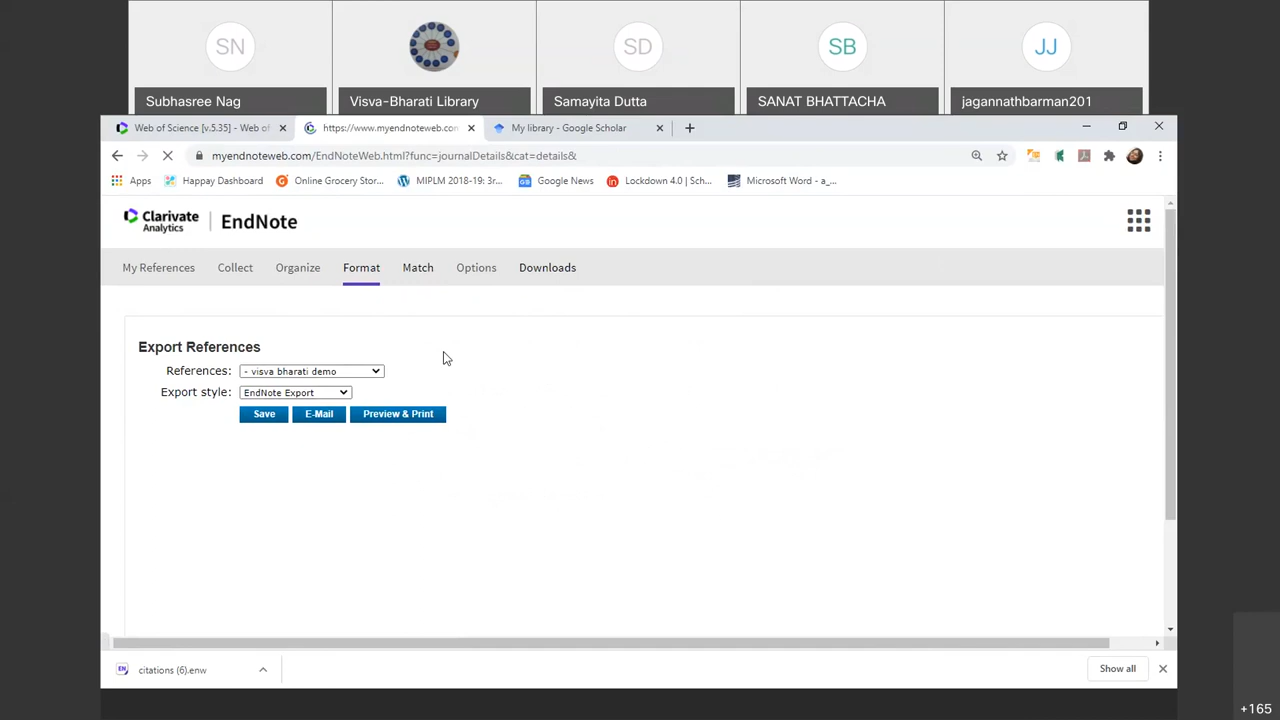 SN
SD
SB
JJ
Subhasree Nag
Visva-Bharati Library
Samayita Dutta
SANAT BHATTACHA
jagannathbarman201
Web of Science [v.5.35] - Web of
https://www.myendnoteweb.com
My library - Google Scholar
myendnoteweb.com/EndNoteWeb.html?func=journalDetails&cat=details&
Apps
Happay Dashboard
Online Grocery Stor...
MIPLM 2018-19: 3r...
Google News
Lockdown 4.0 | Sch...
Microsoft Word - a_...
Clarivate
Analytics
EndNote
My References
Collect
Organize
Format
Match
Options
Downloads
Export References
References: - visva bharati demo
Export style: EndNote Export
Save
E-Mail
Preview & Print
EN
citations (6).enw
Show all
+165